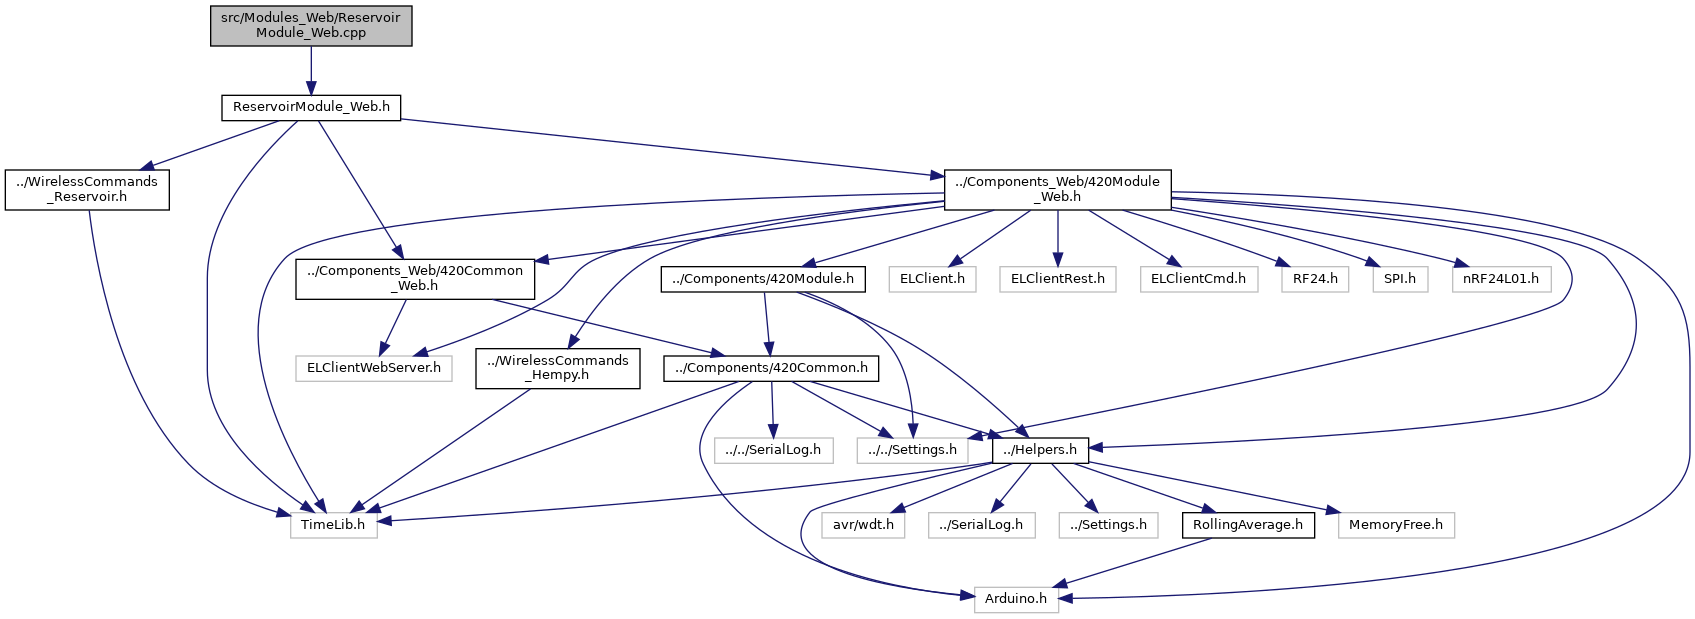 src/Modules_Web/Reservoir
Module_Web.cpp
ReservoirModule_Web.h
../WirelessCommands
_Reservoir.h
../Components_Web/420Module
_Web.h
../Components_Web/420Common
_Web.h
../Components/420Module.h
ELClient.h
ELClientRest.h
ELClientCmd.h
RF24.h
SPI.h
nRF24L01.h
ELClientWebServer.h
../WirelessCommands
_Hempy.h
../Components/420Common.h
../../SerialLog.h
../../Settings.h
../Helpers.h
TimeLib.h
avr/wdt.h
../SerialLog.h
../Settings.h
RollingAverage.h
MemoryFree.h
Arduino.h